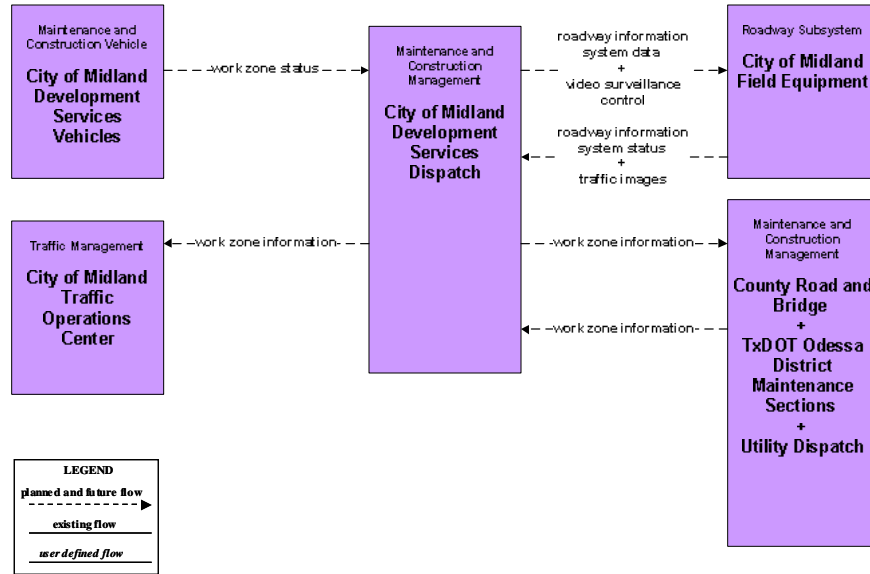 Maintenance and
Construction Vehicle
City of Midland
Development
Services
Vehicles
work zone status
Maintenance and
Construction
Management
City of Midland
Development
Services
Dispatch
roadway information
system data
+
video surveillance
control
roadway information
system status
+
traffic images
Roadway Subsystem
City of Midland
Field Equipment
Traffic Management
City of Midland
Traffic
Operations
Center
work zone information
work zone information
work zone information
Maintenance and
Construction
Management
County Road and
Bridge
+
TxDOT Odessa
District
Maintenance
Sections
+
Utility Dispatch
LEGEND
planned and future flow
existing flow
user defined flow